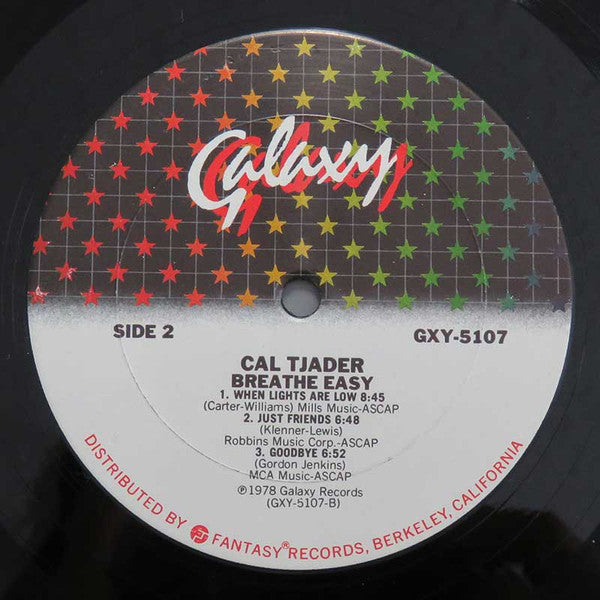 Galaxy
SIDE 2
GXY-5107
CAL TJADER
BREATHE EASY
1. WHEN LIGHTS ARE LOW 8:45
(Carter-Williams) Mills Music-ASCAP
2. JUST FRIENDS 6:48
(Klenner-Lewis)
Robbins Music Corp.-ASCAP
3. GOODBYE 6:52
(Gordon Jenkins)
MCA Music-ASCAP
℗1978 Galaxy Records
(GXY-5107-B)
DISTRIBUTED BY FJ FANTASY® RECORDS, BERKELEY, CALIFORNIA